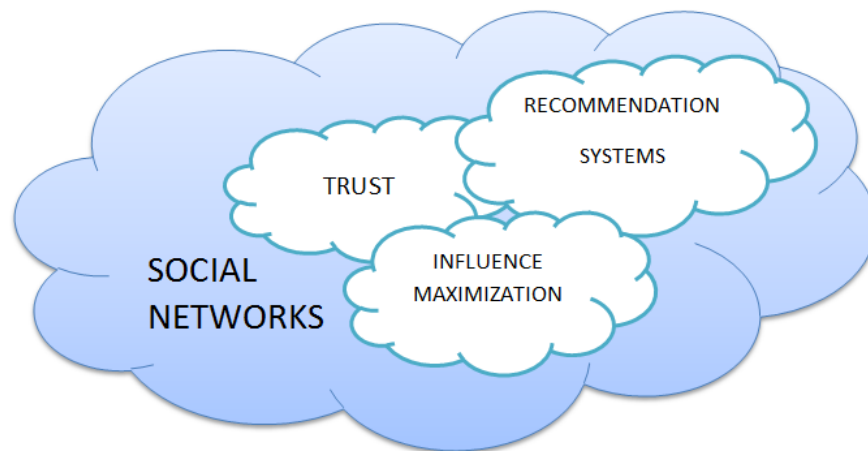 RECOMMENDATION
SYSTEMS
TRUST
INFLUENCE
MAXIMIZATION
SOCIAL
NETWORKS